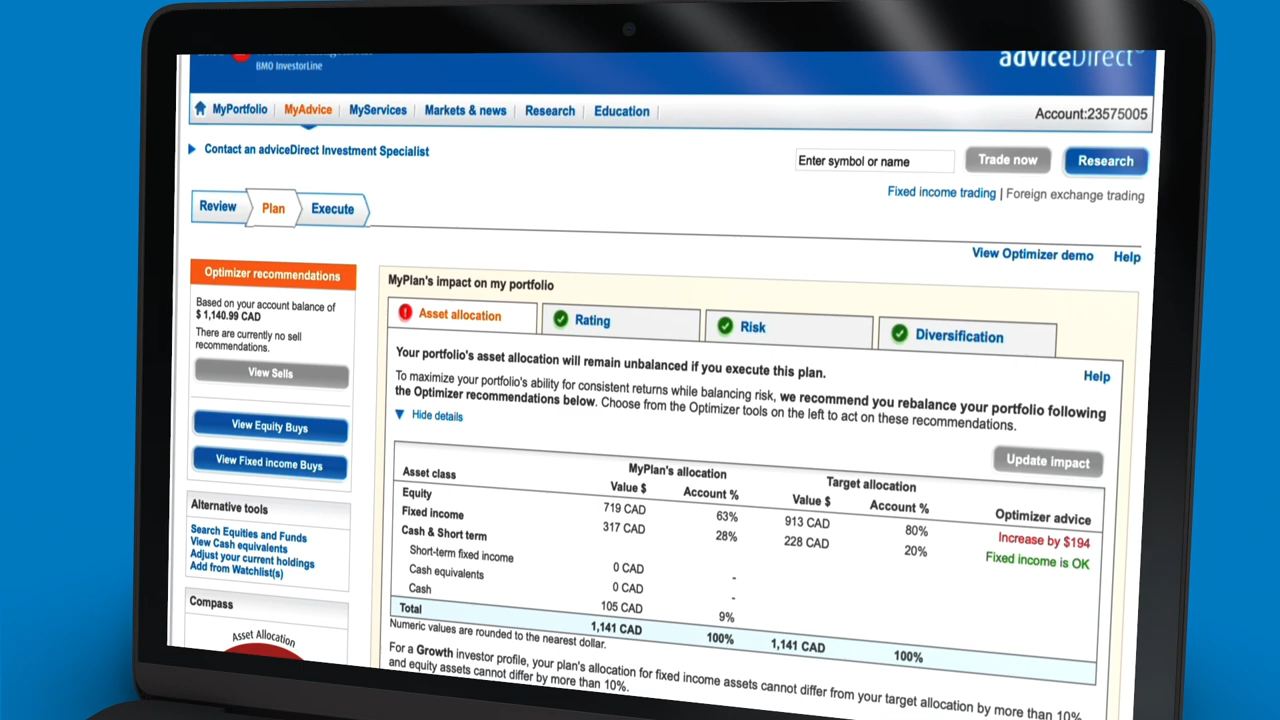 BMO InvestorLine
adviceDirect
MyPortfolio MyAdvice MyServices Markets & news Research Education
Account:23575005
Contact an adviceDirect Investment Specialist
Enter symbol or name Trade now Research
Fixed income trading | Foreign exchange trading
Review Plan Execute
View Optimizer demo Help
Optimizer recommendations
Based on your account balance of
$ 1,140.99 CAD
There are currently no sell
recommendations.
View Sells
View Equity Buys
View Fixed income Buys
Alternative tools
Search Equities and Funds
View Cash equivalents
Adjust your current holdings
Add from Watchlist(s)
Compass
Asset Allocation
MyPlan's impact on my portfolio
Asset allocation Rating Risk Diversification
Your portfolio's asset allocation will remain unbalanced if you execute this plan.
Help
To maximize your portfolio's ability for consistent returns while balancing risk, we recommend you rebalance your portfolio following
the Optimizer recommendations below. Choose from the Optimizer tools on the left to act on these recommendations.
Hide details
Update impact
MyPlan's allocation Target allocation
Asset class Value $ Account % Value $ Account % Optimizer advice
Equity 719 CAD 63% 913 CAD 80% Increase by $194
Fixed income 317 CAD 28% 228 CAD 20% Fixed income is OK
Cash & Short term
Short-term fixed income 0 CAD -
Cash equivalents 0 CAD -
Cash 105 CAD 9%
Total 1,141 CAD 100% 1,141 CAD 100%
Numeric values are rounded to the nearest dollar.
For a Growth investor profile, your plan's allocation for fixed income assets cannot differ from your target allocation by more than 10%
and equity assets cannot differ by more than 10%.